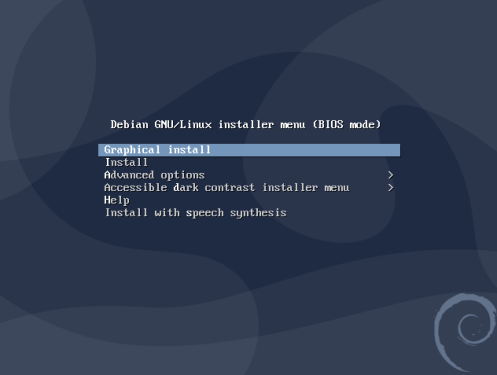 Debian GNU/Linux installer menu (BIOS mode)
Graphical install
Install
Advanced options >
Accessible dark contrast installer menu >
Help
Install with speech synthesis